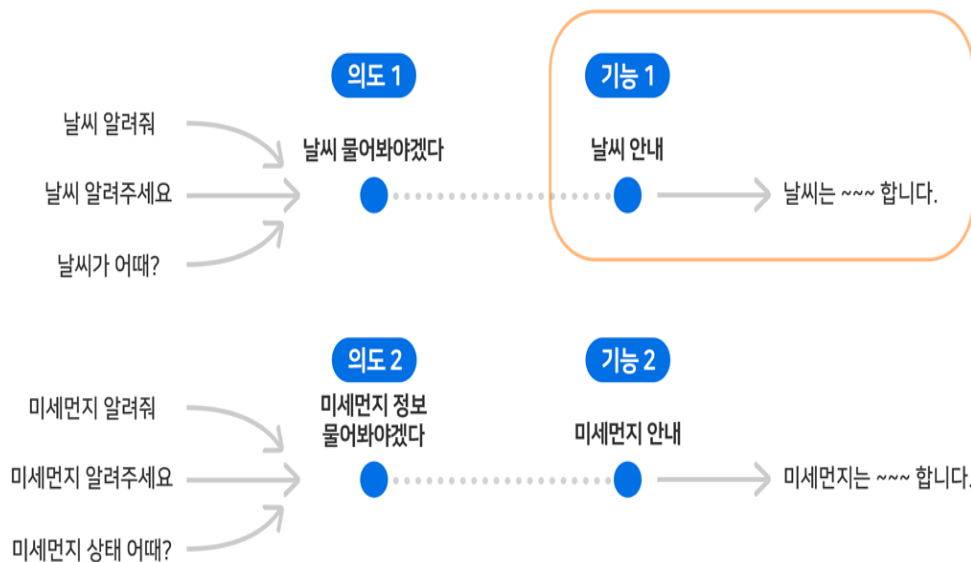 의도 1
기능 1
날씨 알려줘
날씨 물어봐야겠다
날씨 안내
날씨 알려주세요
날씨는 ~~~ 합니다.
날씨가 어때?
의도 2
기능 2
미세먼지 알려줘
미세먼지 정보
물어봐야겠다
미세먼지 안내
미세먼지 알려주세요
미세먼지는 ~~~ 합니다.
미세먼지 상태 어때?